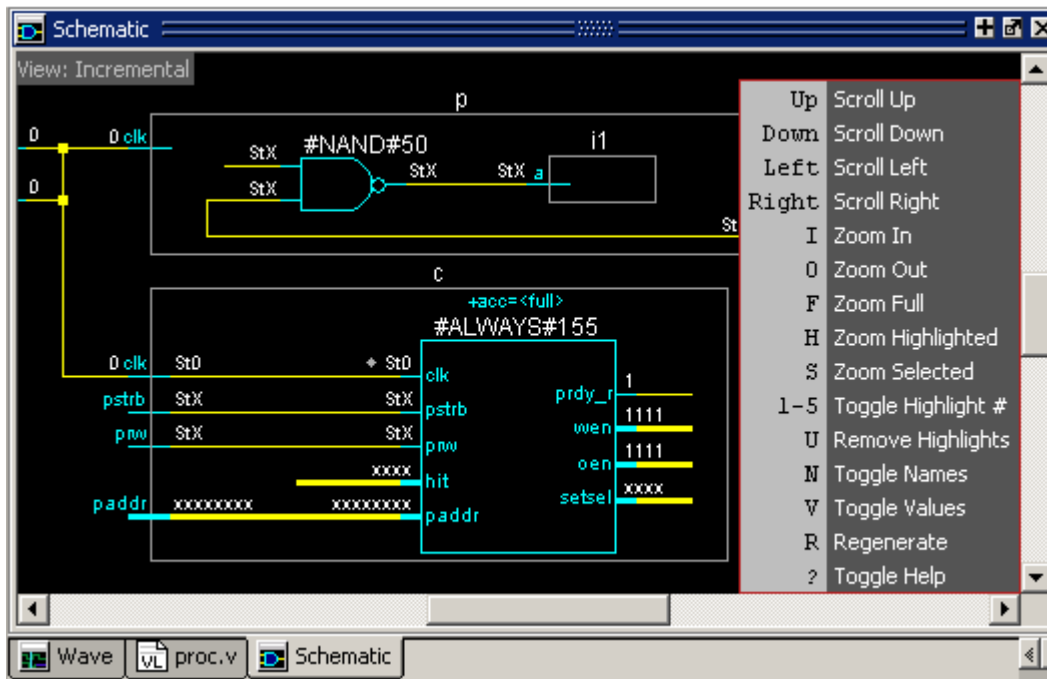 Schematic
View: Incremental
p
0
0 clk
StX
#NAND#50
StX
StX a
i1
0
StX
St
c
+acc=<full>
#ALWAYS#155
0 clk St0 St0 clk
prdy_r 1
pstrb StX StX pstrb
wen 1111
prw StX StX prw
oen 1111
xxxx hit
setsel xxxx
paddr xxxxxxxx xxxxxxxx paddr
Up Scroll Up
Down Scroll Down
Left Scroll Left
Right Scroll Right
I Zoom In
O Zoom Out
F Zoom Full
H Zoom Highlighted
S Zoom Selected
1-5 Toggle Highlight #
U Remove Highlights
N Toggle Names
V Toggle Values
R Regenerate
? Toggle Help
Wave
VL proc.v
Schematic